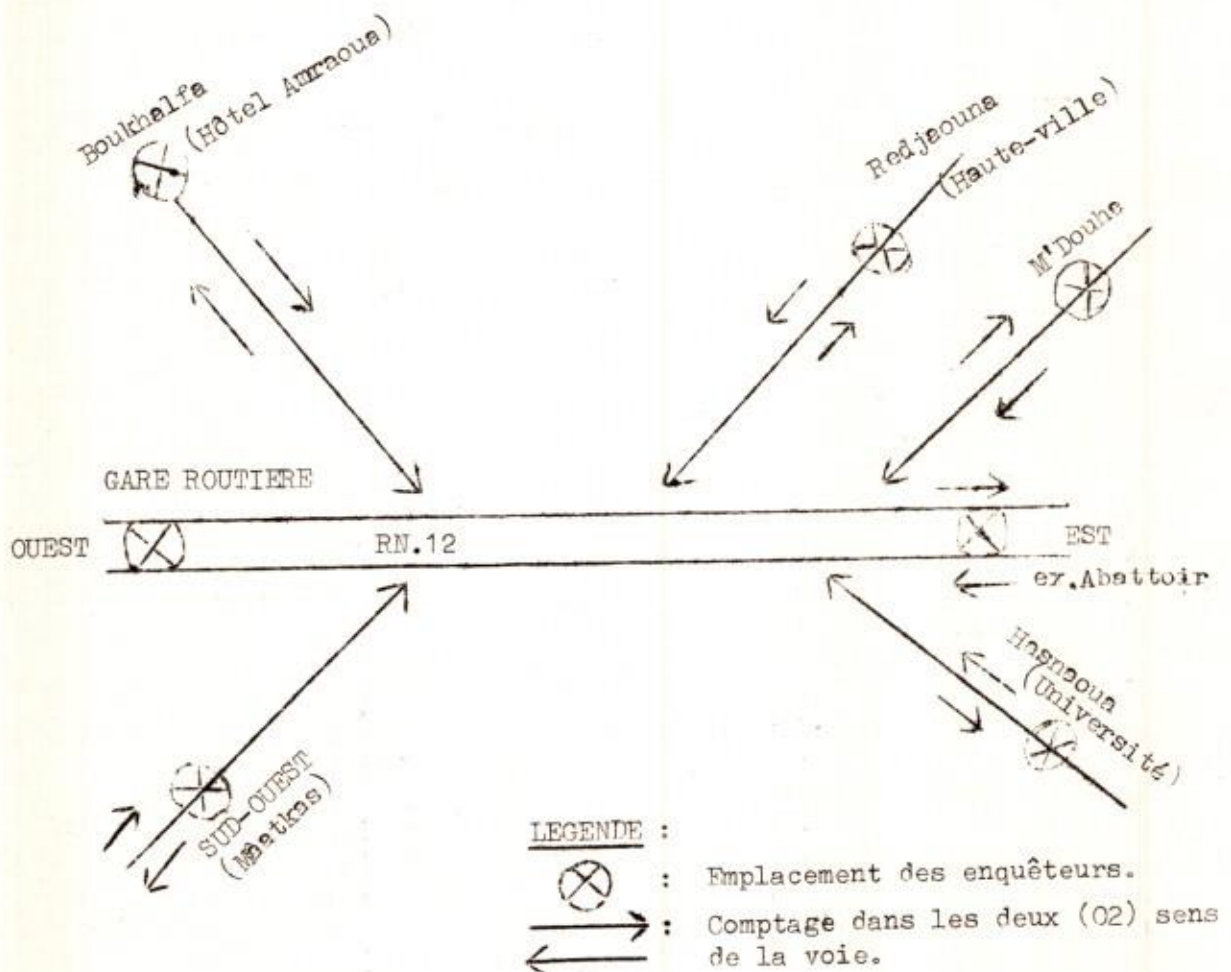 Boukhalfa
(Hôtel Amraoua)
Redjaouna
(Haute-ville)
M'Douha
GARE ROUTIERE
OUEST
RN.12
EST
ex.Abattoir
Hasnaoua
(Université)
SUD-OUEST
(Mâatkas)
LEGENDE :
: Emplacement des enquêteurs.
: Comptage dans les deux (02) sens
de la voie.